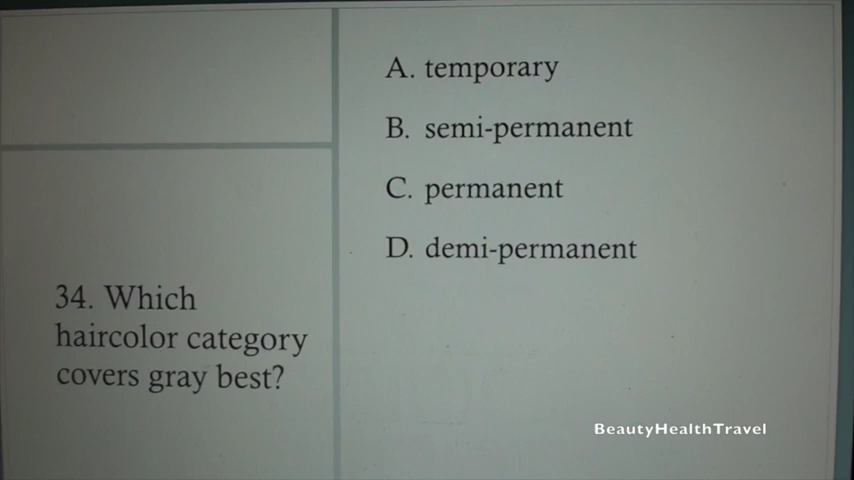 A. temporary
B. semi-permanent
C. permanent
D. demi-permanent
34. Which
haircolor category
covers gray best?
BeautyHealthTravel